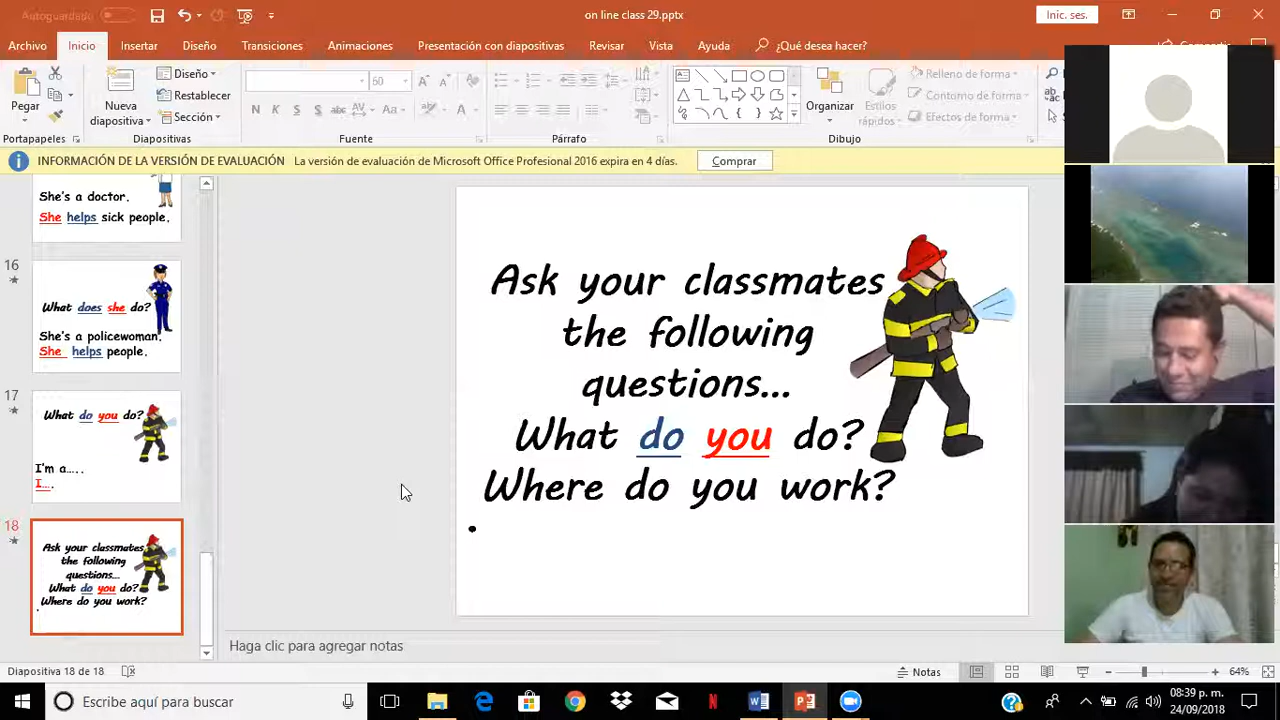 Autoguardado
on line class 29.pptx
Inic. ses.
Archivo Inicio Insertar Diseño Transiciones Animaciones Presentación con diapositivas Revisar Vista Ayuda ¿Qué desea hacer?
Pegar
Nueva diapositiva
Diseño
Restablecer
Sección
60
N K S S abc AV Aa A
Organizar
Estilos rápidos
Relleno de forma
Contorno de forma
Efectos de forma
Portapapeles Diapositivas Fuente Párrafo Dibujo
INFORMACIÓN DE LA VERSIÓN DE EVALUACIÓN La versión de evaluación de Microsoft Office Profesional 2016 expira en 4 días. Comprar
She's a doctor.
She helps sick people.
16
What does she do?
She's a policewoman.
She helps people.
17
What do you do?
I'm a.....
I....
18
Ask your classmates
the following
questions...
What do you do?
Where do you work?
Ask your classmates
the following
questions...
What do you do?
Where do you work?
Haga clic para agregar notas
Diapositiva 18 de 18
Notas
64%
Escribe aquí para buscar
08:39 p. m.
24/09/2018